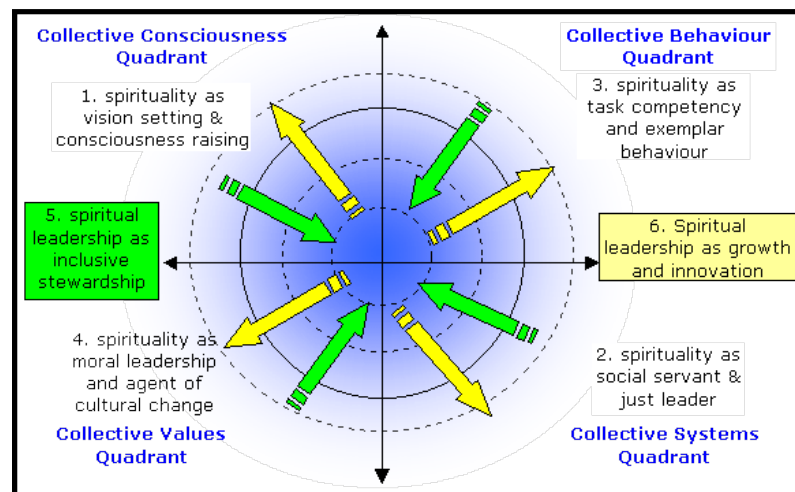 Collective Consciousness
Quadrant
1. spirituality as
vision setting &
consciousness raising
Collective Behaviour
Quadrant
3. spirituality as
task competency
and exemplar
behaviour
5. spiritual
leadership as
inclusive
stewardship
6. Spiritual
leadership as growth
and innovation
4. spirituality as
moral leadership
and agent of
cultural change
Collective Values
Quadrant
2. spirituality as
social servant &
just leader
Collective Systems
Quadrant